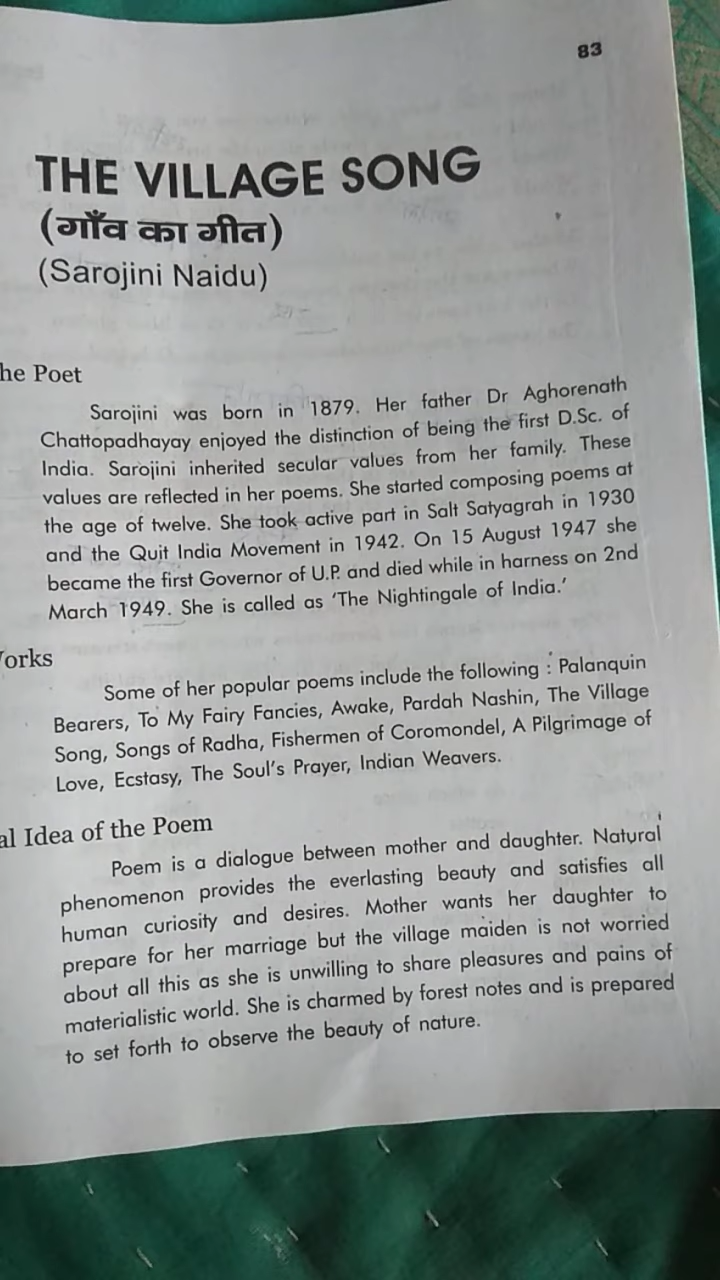 83
THE VILLAGE SONG
(गाँव का गीत)
(Sarojini Naidu)
he Poet
Sarojini was born in 1879. Her father Dr Aghorenath
Chattopadhayay enjoyed the distinction of being the first D.Sc. of
India. Sarojini inherited secular values from her family. These
values are reflected in her poems. She started composing poems at
the age of twelve. She took active part in Salt Satyagrah in 1930
and the Quit India Movement in 1942. On 15 August 1947 she
became the first Governor of U.P. and died while in harness on 2nd
March 1949. She is called as ‘The Nightingale of India.’
orks
Some of her popular poems include the following : Palanquin
Bearers, To My Fairy Fancies, Awake, Pardah Nashin, The Village
Song, Songs of Radha, Fishermen of Coromondel, A Pilgrimage of
Love, Ecstasy, The Soul’s Prayer, Indian Weavers.
al Idea of the Poem
Poem is a dialogue between mother and daughter. Natural
phenomenon provides the everlasting beauty and satisfies all
human curiosity and desires. Mother wants her daughter to
prepare for her marriage but the village maiden is not worried
about all this as she is unwilling to share pleasures and pains of
materialistic world. She is charmed by forest notes and is prepared
to set forth to observe the beauty of nature.